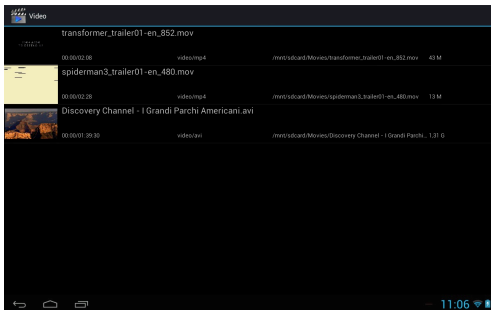 Video
transformer_trailer01-en_852.mov
00:00/02:08 video/mp4 /mnt/sdcard/Movies/transformer_trailer01-en_852.mov 43 M
spiderman3_trailer01-en_480.mov
00:00/02:28 video/mp4 /mnt/sdcard/Movies/spiderman3_trailer01-en_480.mov 13 M
Discovery Channel - I Grandi Parchi Americani.avi
00:00/01:39:30 video/avi /mnt/sdcard/Movies/Discovery Channel - I Grandi Parchi... 1,31 G
11:06